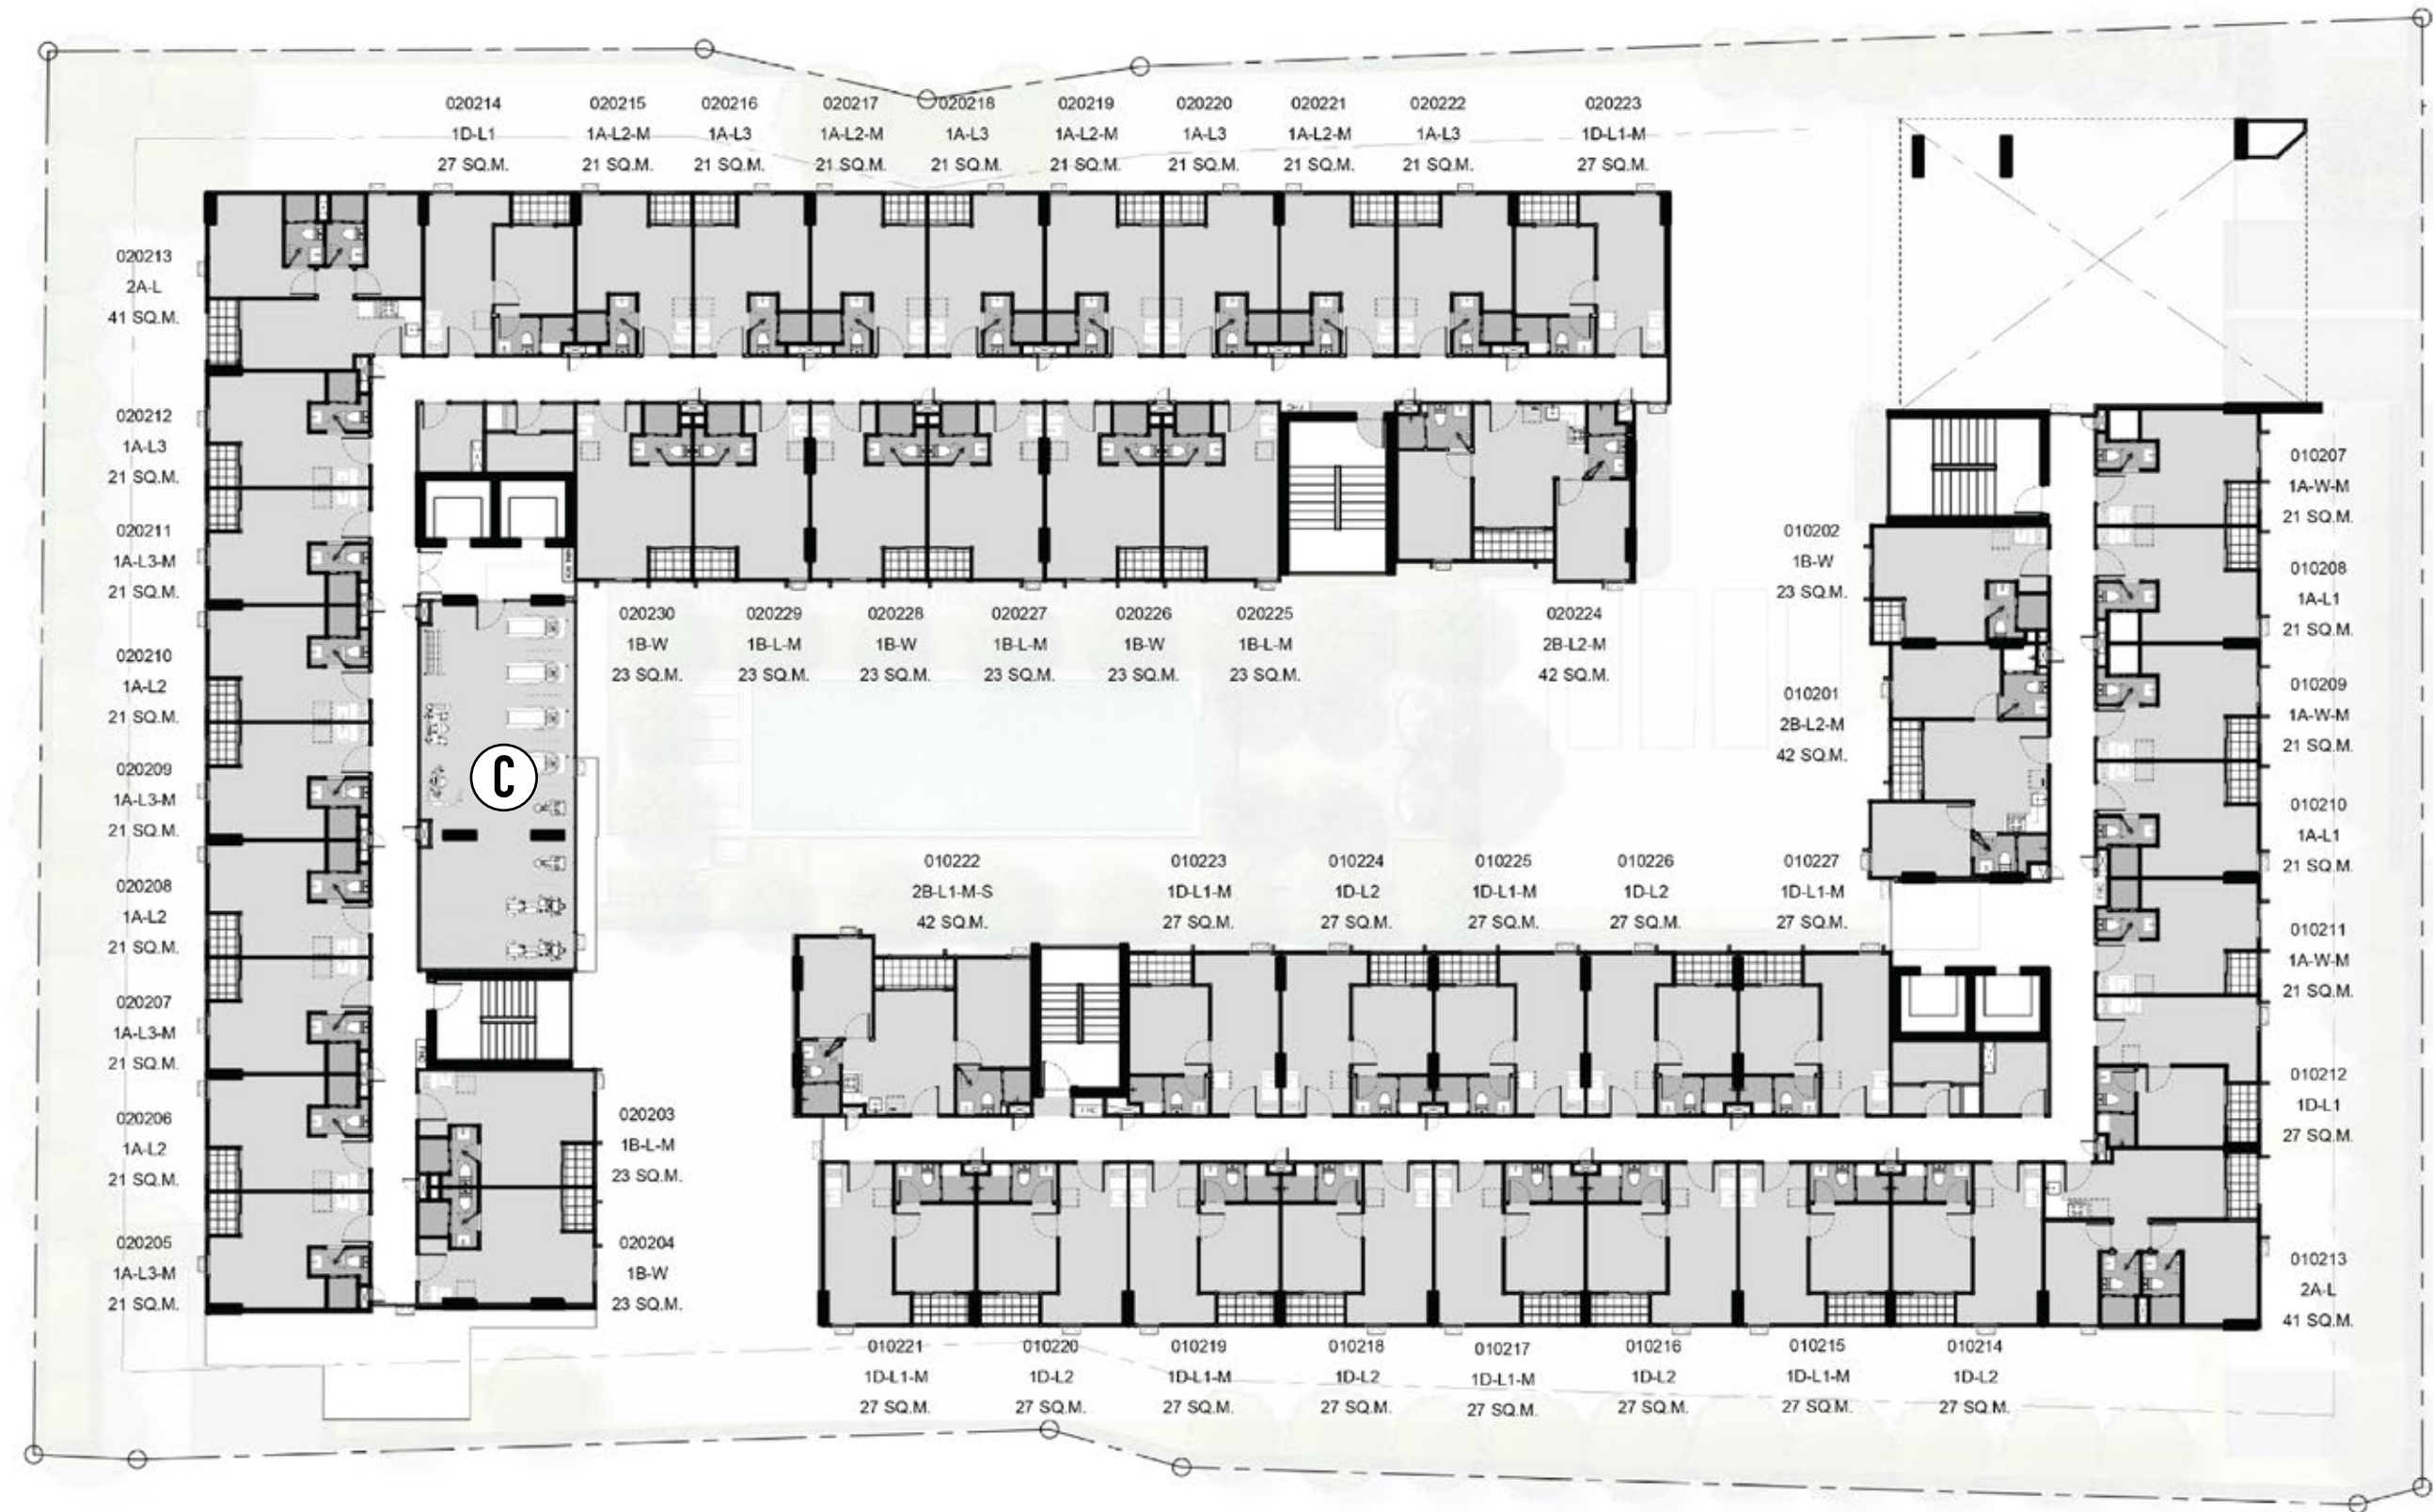 020214
1D-L1
27 SQ.M.
020215
1A-L2-M
21 SQ.M.
020216
1A-L3
21 SQ.M.
020217
1A-L2-M
21 SQ.M.
020218
1A-L3
21 SQ.M.
020219
1A-L2-M
21 SQ.M.
020220
1A-L3
21 SQ.M.
020221
1A-L2-M
21 SQ.M.
020222
1A-L3
21 SQ.M.
020223
1D-L1-M
27 SQ.M.
020213
2A-L
41 SQ.M.
020212
1A-L3
21 SQ.M.
020211
1A-L3-M
21 SQ.M.
020210
1A-L2
21 SQ.M.
020209
1A-L3-M
21 SQ.M.
020208
1A-L2
21 SQ.M.
020207
1A-L3-M
21 SQ.M.
020206
1A-L2
21 SQ.M.
020205
1A-L3-M
21 SQ.M.
C
020230
1B-W
23 SQ.M.
020229
1B-L-M
23 SQ.M.
020228
1B-W
23 SQ.M.
020227
1B-L-M
23 SQ.M.
020226
1B-W
23 SQ.M.
020225
1B-L-M
23 SQ.M.
020224
2B-L2-M
42 SQ.M.
020203
1B-L-M
23 SQ.M.
020204
1B-W
23 SQ.M.
010202
1B-W
23 SQ.M.
010201
2B-L2-M
42 SQ.M.
010207
1A-W-M
21 SQ.M.
010208
1A-L1
21 SQ.M.
010209
1A-W-M
21 SQ.M.
010210
1A-L1
21 SQ.M.
010211
1A-W-M
21 SQ.M.
010212
1D-L1
27 SQ.M.
010213
2A-L
41 SQ.M.
010222
2B-L1-M-S
42 SQ.M.
010223
1D-L1-M
27 SQ.M.
010224
1D-L2
27 SQ.M.
010225
1D-L1-M
27 SQ.M.
010226
1D-L2
27 SQ.M.
010227
1D-L1-M
27 SQ.M.
FHC
010221
1D-L1-M
27 SQ.M.
010220
1D-L2
27 SQ.M.
010219
1D-L1-M
27 SQ.M.
010218
1D-L2
27 SQ.M.
010217
1D-L1-M
27 SQ.M.
010216
1D-L2
27 SQ.M.
010215
1D-L1-M
27 SQ.M.
010214
1D-L2
27 SQ.M.